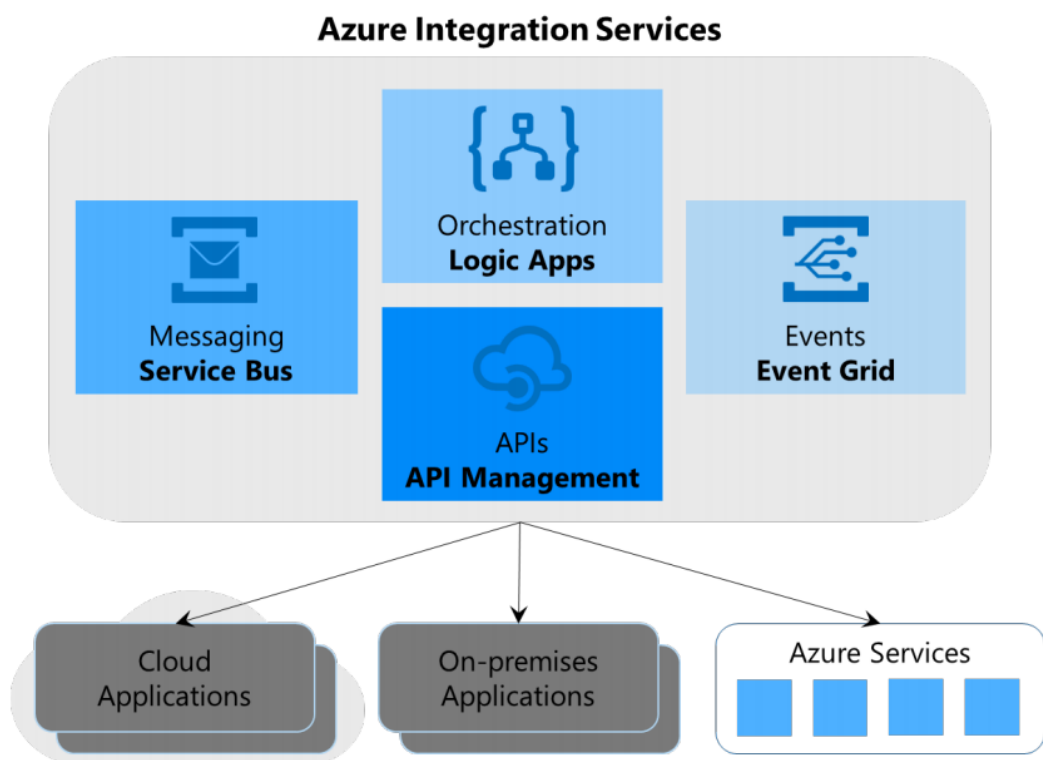 Azure Integration Services
Orchestration
Logic Apps
Messaging
Service Bus
Events
Event Grid
APIs
API Management
Cloud
Applications
On-premises
Applications
Azure Services